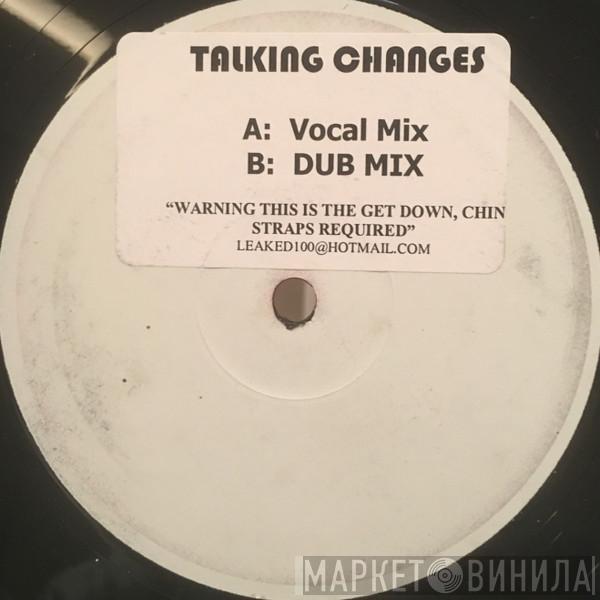 TALKING CHANGES
A: Vocal Mix
B: DUB MIX
“WARNING THIS IS THE GET DOWN, CHIN
STRAPS REQUIRED”
LEAKED100@HOTMAIL.COM
МАРКЕТ ВИНИЛА